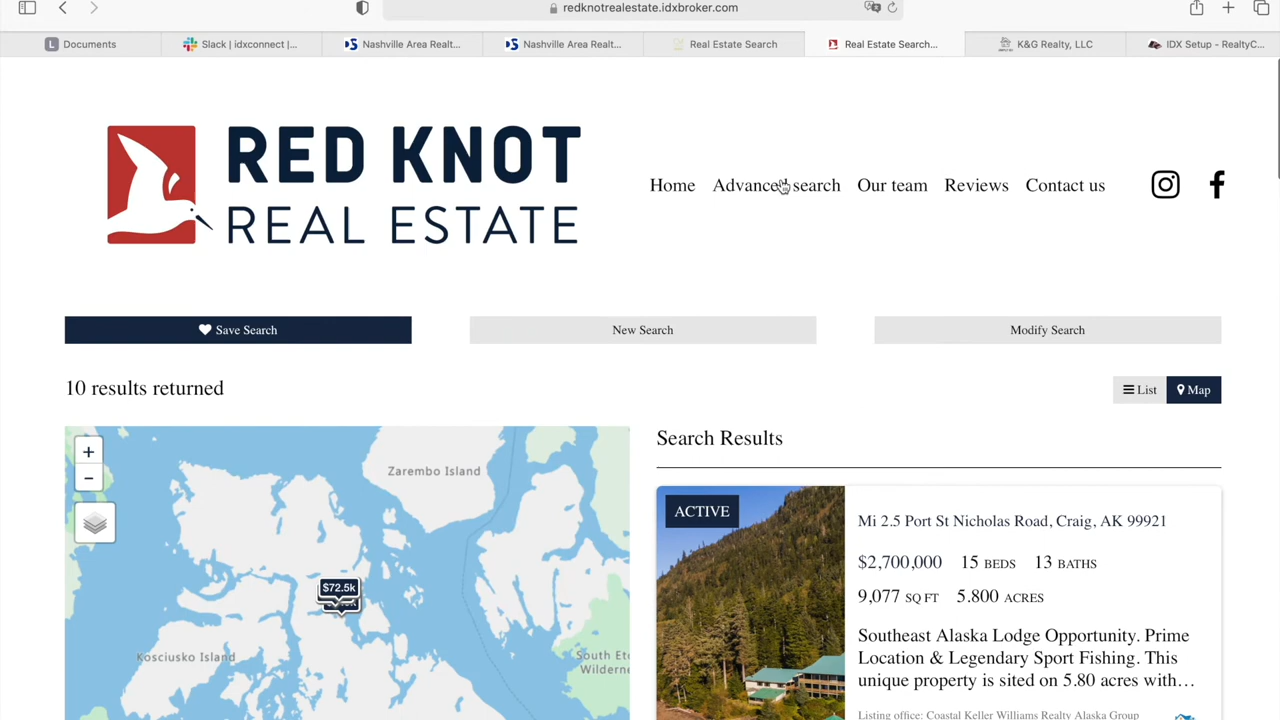 redknotrealestate.idxbroker.com
L Documents
Slack | idxconnect |...
Nashville Area Realt...
Nashville Area Realt...
Real Estate Search
Real Estate Search...
K&G Realty, LLC
IDX Setup - RealtyC...
RED KNOT
REAL ESTATE
Home Advanced search Our team Reviews Contact us
Save Search
New Search
Modify Search
10 results returned
List
Map
+
−
Zarembo Island
$72.5k
Kosciusko Island
South Eto
Wilderne
Search Results
ACTIVE
Mi 2.5 Port St Nicholas Road, Craig, AK 99921
$2,700,000 15 BEDS 13 BATHS
9,077 SQ FT 5.800 ACRES
Southeast Alaska Lodge Opportunity. Prime
Location & Legendary Sport Fishing. This
unique property is sited on 5.80 acres with…
Listing office: Coastal Keller Williams Realty Alaska Group